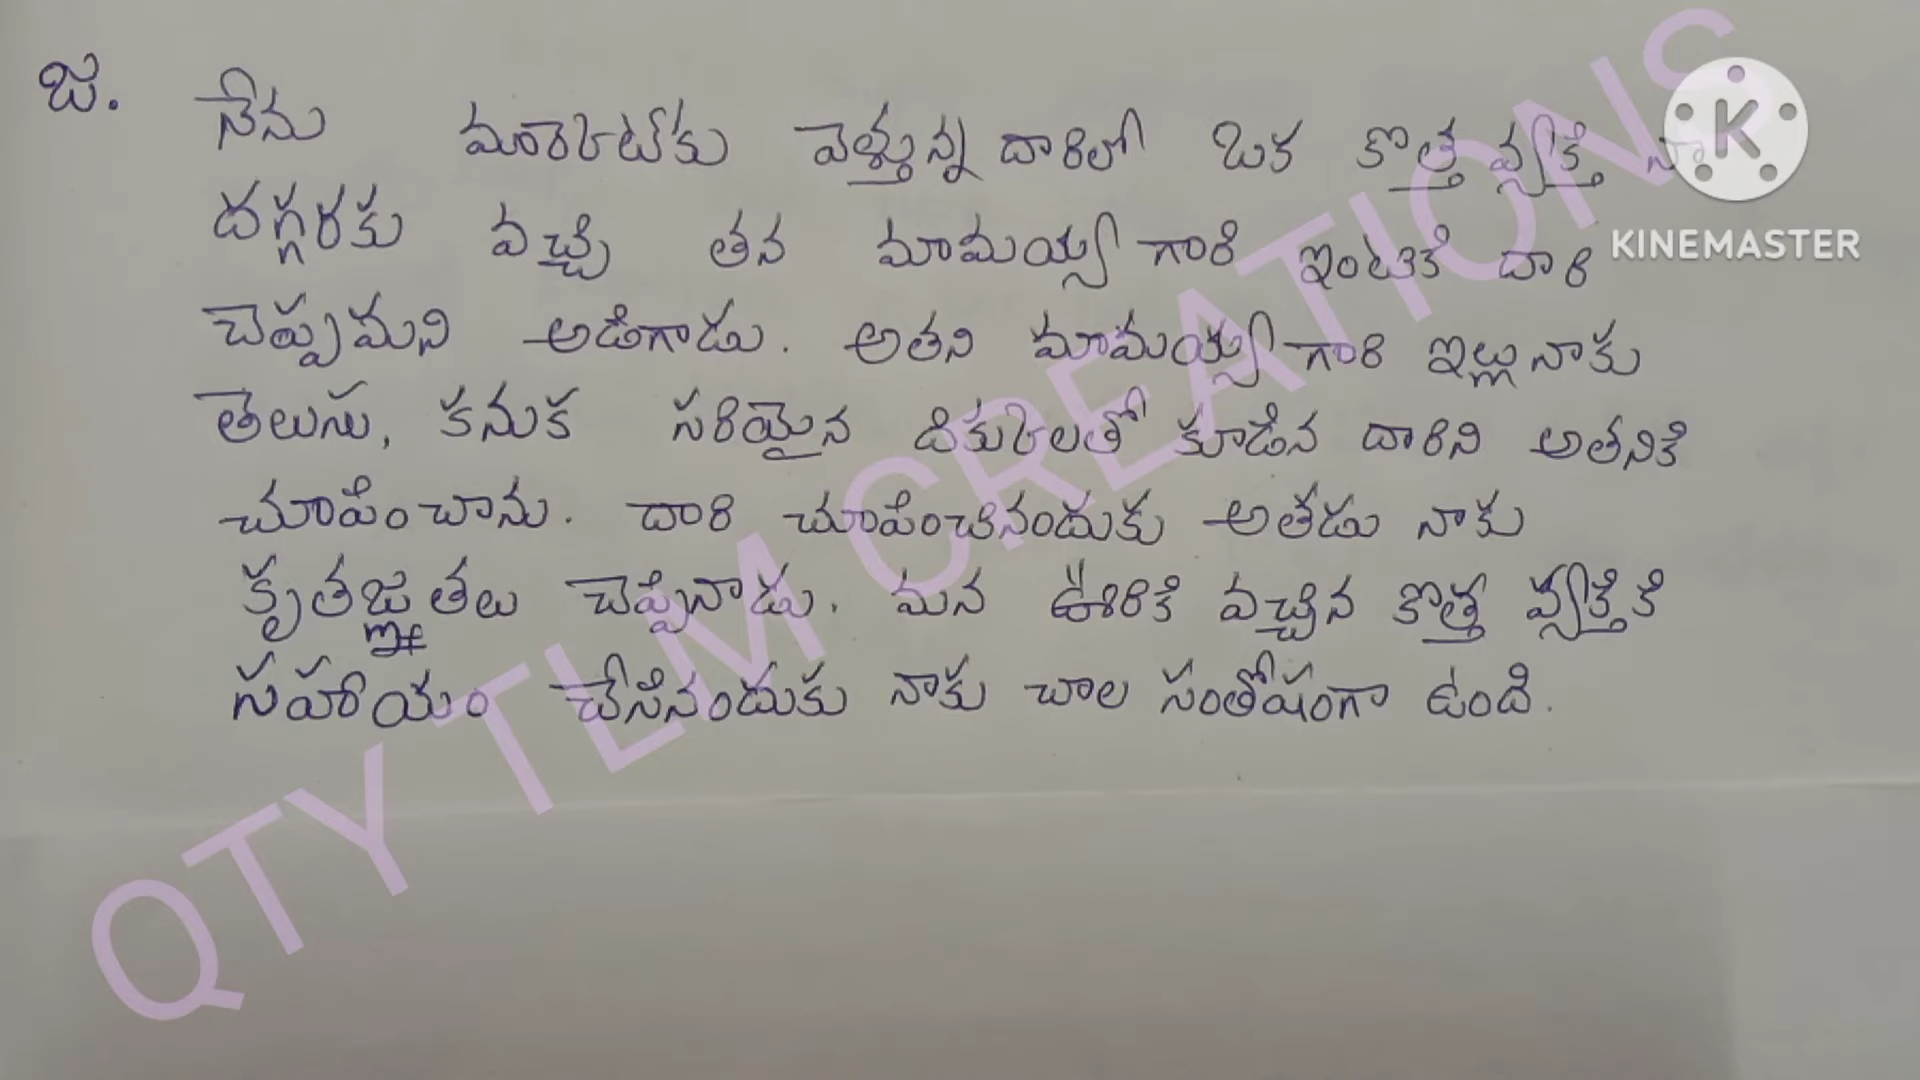 జ. నేను మార్కెట్‌కు వెళ్తున్న దారిలో ఒక కొత్త వ్యక్తి నా
దగ్గరకు వచ్చి తన మామయ్య గారి ఇంటికి దారి
చెప్పమని అడిగాడు. అతని మామయ్య గారి ఇల్లు నాకు
తెలుసు, కనుక సరియైన దిక్కులతో కూడిన దారిని అతనికి
చూపించాను. దారి చూపించినందుకు అతడు నాకు
కృతజ్ఞతలు చెప్పినాడు. మన ఊరికి వచ్చిన కొత్త వ్యక్తికి
సహాయం చేసినందుకు నాకు చాల సంతోషంగా ఉంది.
KINEMASTER
QTY TLM CREATIONS